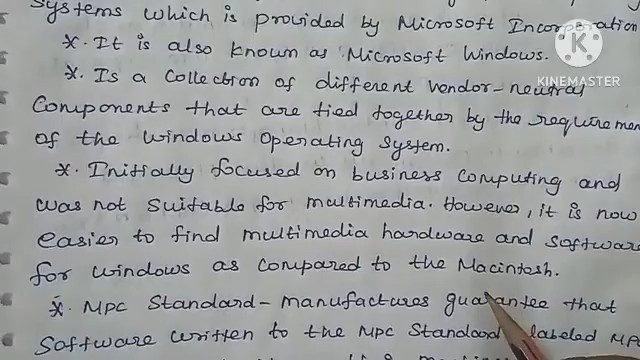 Systems which is provided by Microsoft Incorporation
*. It is also known as Microsoft Windows.
*. Is a Collection of different Vendor-neutral
Components that are tied together by the requiremen
of the Windows Operating System.
*. Initially focused on business Computing and
was not Suitable for multimedia. However, it is now
easier to find multimedia hardware and Software
for Windows as Compared to the Macintosh.
*. MPC Standard - manufactures guarantee that
Software written to the MPC Standard labeled MP
K
KINEMASTER